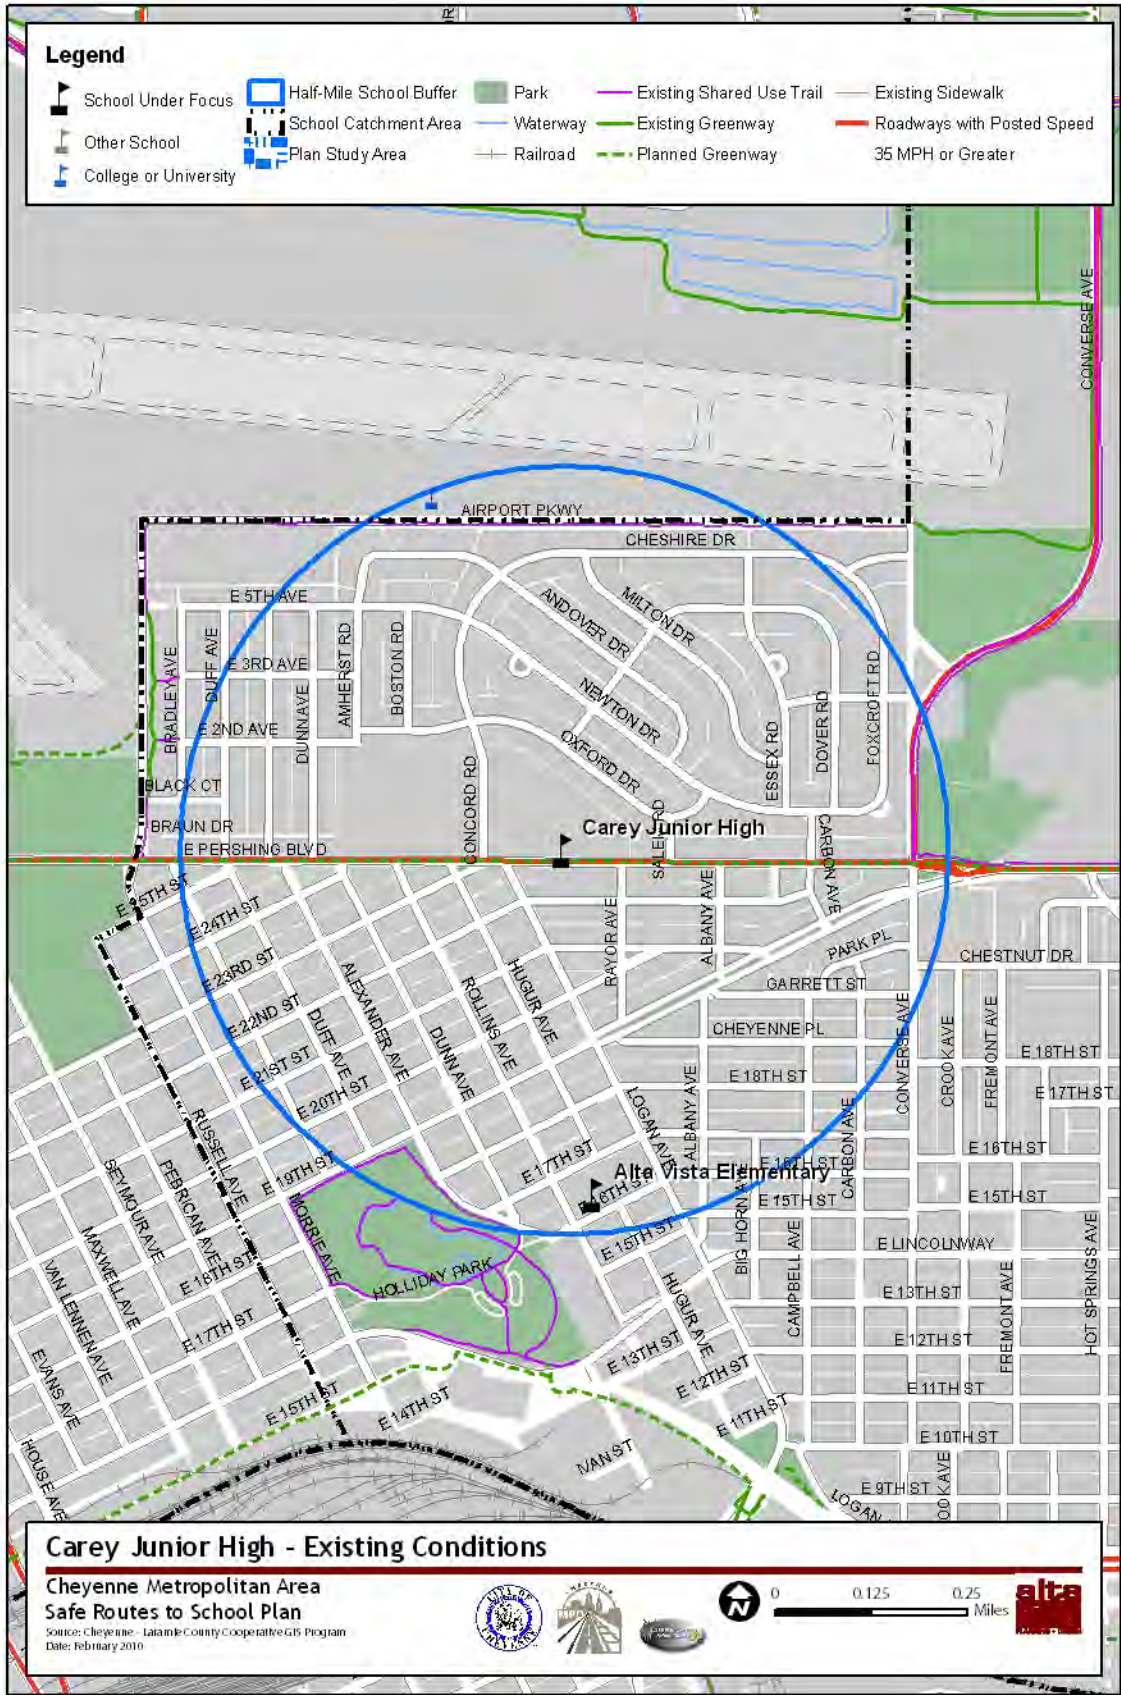 Legend
School Under Focus
Other School
College or University
Half-Mile School Buffer
School Catchment Area
Plan Study Area
Park
Waterway
Railroad
Existing Shared Use Trail
Existing Greenway
Planned Greenway
Existing Sidewalk
Roadways with Posted Speed
35 MPH or Greater
CONVERSE AVE
AIRPORT PKWY
CHESHIRE DR
E 5TH AVE
ANDOVER DR
MILTON DR
DUFF AVE
E 3RD AVE
AMHERST RD
BOSTON RD
BRADLEY AVE
DUNN AVE
NEWTON DR
FOXCROFT RD
E 2ND AVE
OXFORD DR
ESSEX RD
DOVER RD
BLACK CT
CONCORD RD
BRAUN DR
SALEM RD
Carey Junior High
CARBON AVE
E PERSHING BLVD
E 25TH ST
E 24TH ST
RAYOR AVE
ALBANY AVE
PARK PL
CHESTNUT DR
E 23RD ST
ALEXANDER AVE
ROLLINS AVE
HUGUR AVE
GARRETT ST
E 22ND ST
DUFF AVE
DUNN AVE
CHEYENNE PL
CONVERSE AVE
CROOK AVE
FREMONT AVE
E 18TH ST
E 21ST ST
E 18TH ST
E 17TH ST
E 20TH ST
LOGAN AVE
ALBANY AVE
CARBON AVE
RUSSELL AVE
E 19TH ST
E 17TH ST
E 16TH ST
E 16TH ST
Alta Vista Elementary
E 16TH ST
E 15TH ST
E 15TH ST
SEYMOUR AVE
PEBRICAN AVE
MORRIE AVE
BIG HORN AVE
MAXWELL AVE
E 18TH ST
E 15TH ST
E LINCOLNWAY
CAMPBELL AVE
HOT SPRINGS AVE
VAN LENNEN AVE
HOLLIDAY PARK
HUGUR AVE
E 13TH ST
E 17TH ST
E 13TH ST
E 12TH ST
FREMONT AVE
EVANS AVE
E 12TH ST
E 11TH ST
E 15TH ST
E 14TH ST
E 11TH ST
E 10TH ST
HOUSE AVE
IVAN ST
E 9TH ST
OOK AVE
LOGAN
Carey Junior High - Existing Conditions
Cheyenne Metropolitan Area
Safe Routes to School Plan
Source: Cheyenne - Laramie County Cooperative GIS Program
Date: February 2010
CITY OF CHEYENNE
N
0 0.125 0.25
Miles
alta